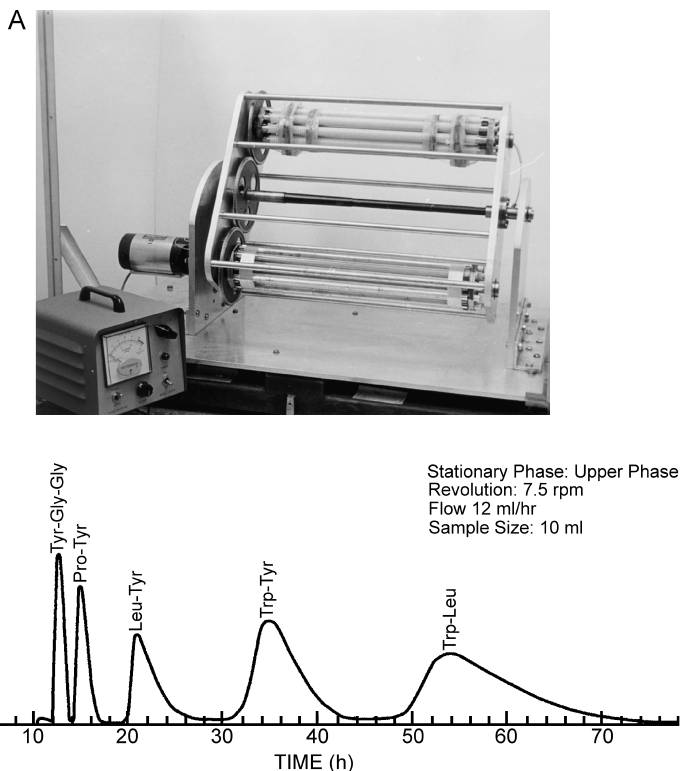 A
Stationary Phase: Upper Phase
Revolution: 7.5 rpm
Flow 12 ml/hr
Sample Size: 10 ml
Tyr-Gly-Gly
Pro-Tyr
Leu-Tyr
Trp-Tyr
Trp-Leu
10 20 30 40 50 60 70
TIME (h)